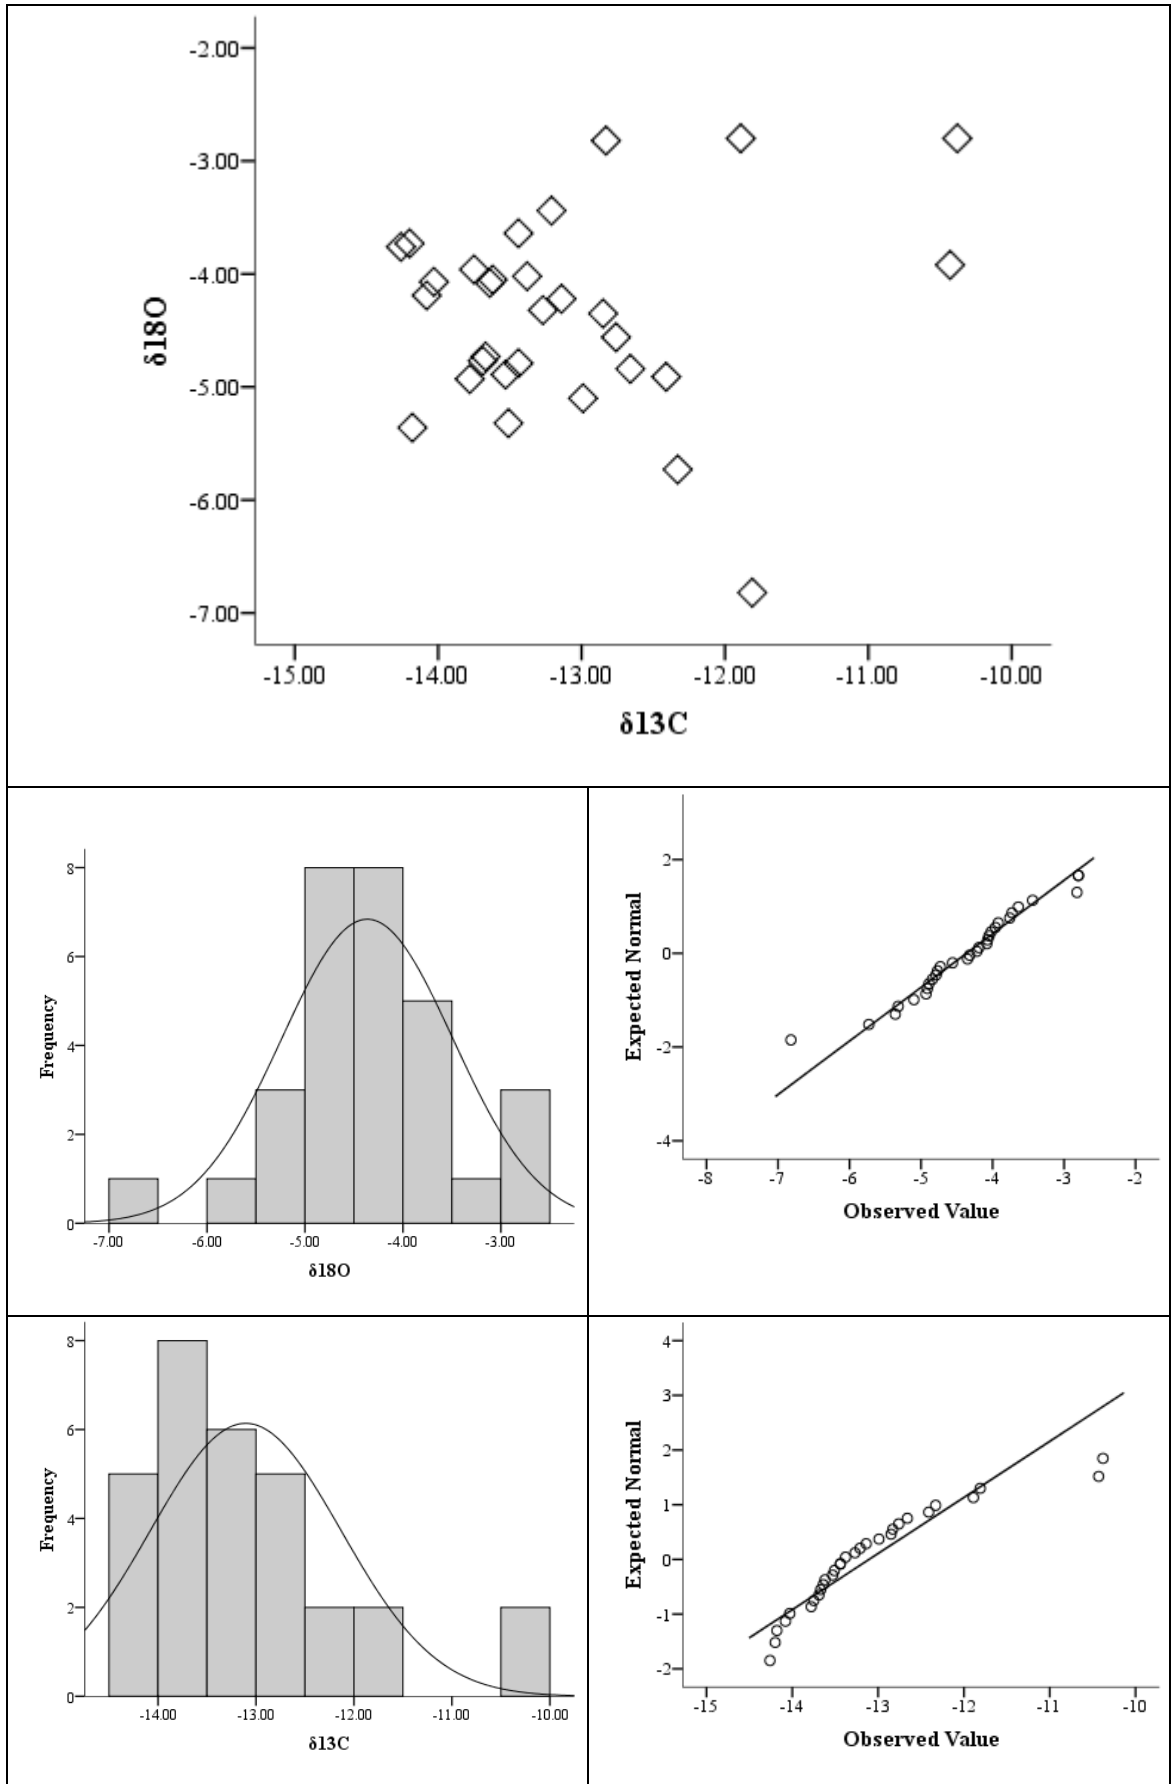 -2.00
-3.00
-4.00
-5.00
-6.00
-7.00
δ18O
-15.00 -14.00 -13.00 -12.00 -11.00 -10.00
δ13C
8
6
4
2
0
Frequency
-7.00 -6.00 -5.00 -4.00 -3.00
δ18O
2
0
-2
-4
Expected Normal
-8 -7 -6 -5 -4 -3 -2
Observed Value
8
6
4
2
0
Frequency
-14.00 -13.00 -12.00 -11.00 -10.00
δ13C
4
3
2
1
0
-1
-2
Expected Normal
-15 -14 -13 -12 -11 -10
Observed Value